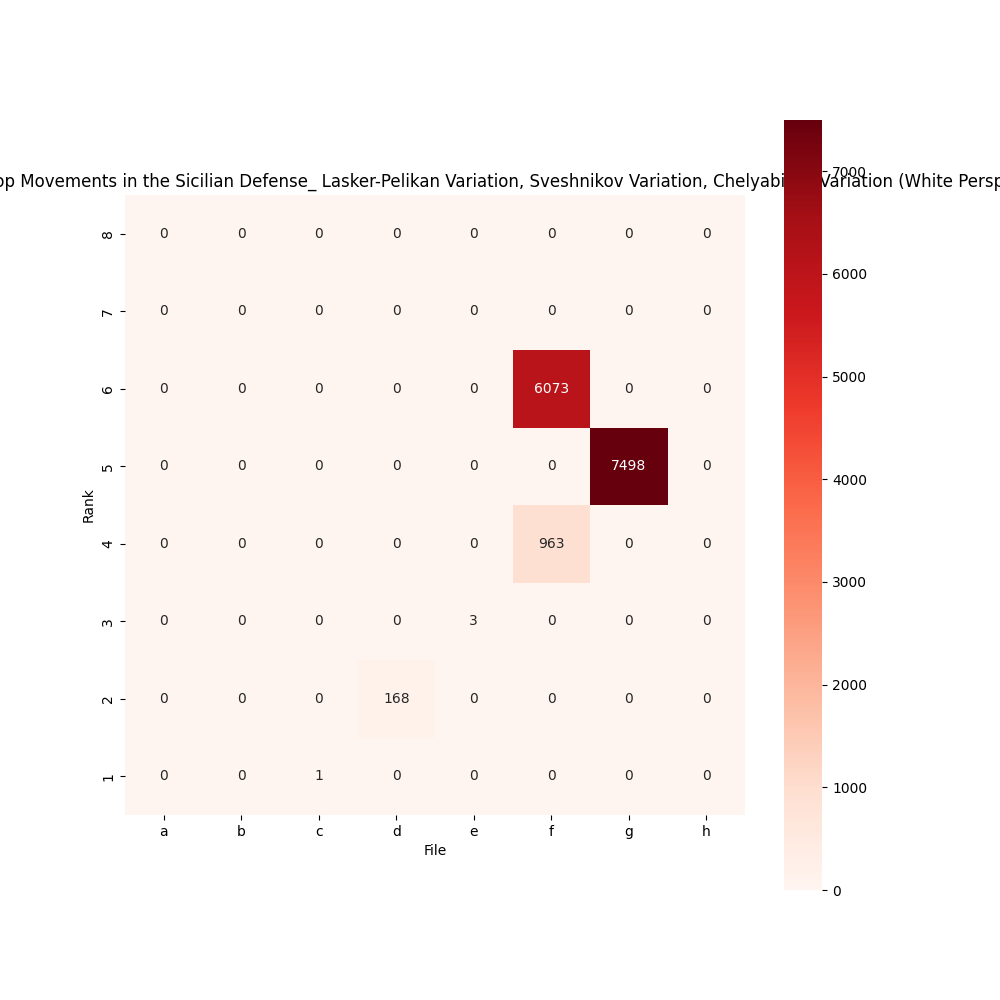 op Movements in the Sicilian Defense_ Lasker-Pelikan Variation, Sveshnikov Variation, Chelyabi Variation (White Persp
8 0 0 0 0 0 0 0 0
7 0 0 0 0 0 0 0 0
6 0 0 0 0 0 6073 0 0
5 0 0 0 0 0 0 7498 0
Rank
4 0 0 0 0 0 963 0 0
3 0 0 0 0 3 0 0 0
2 0 0 0 168 0 0 0 0
1 0 0 1 0 0 0 0 0
a b c d e f g h
File
7000
6000
5000
4000
3000
2000
1000
0